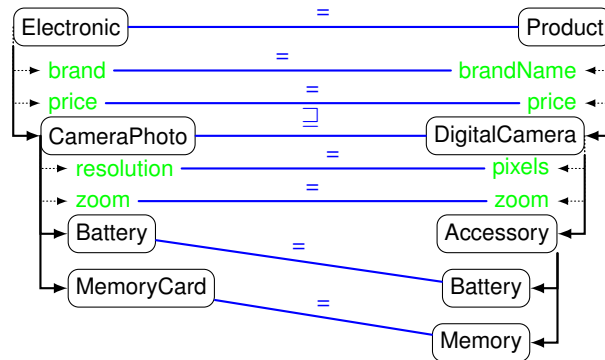 Electronic = Product
brand = brandName
price = price
CameraPhoto ⊒ DigitalCamera
resolution = pixels
zoom = zoom
Battery Accessory
=
MemoryCard Battery
=
Memory